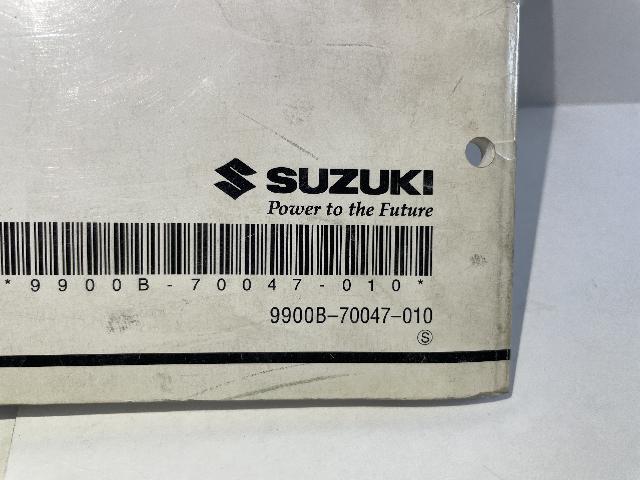 SUZUKI
Power to the Future
*9900B-70047-010*
9900B-70047-010
S